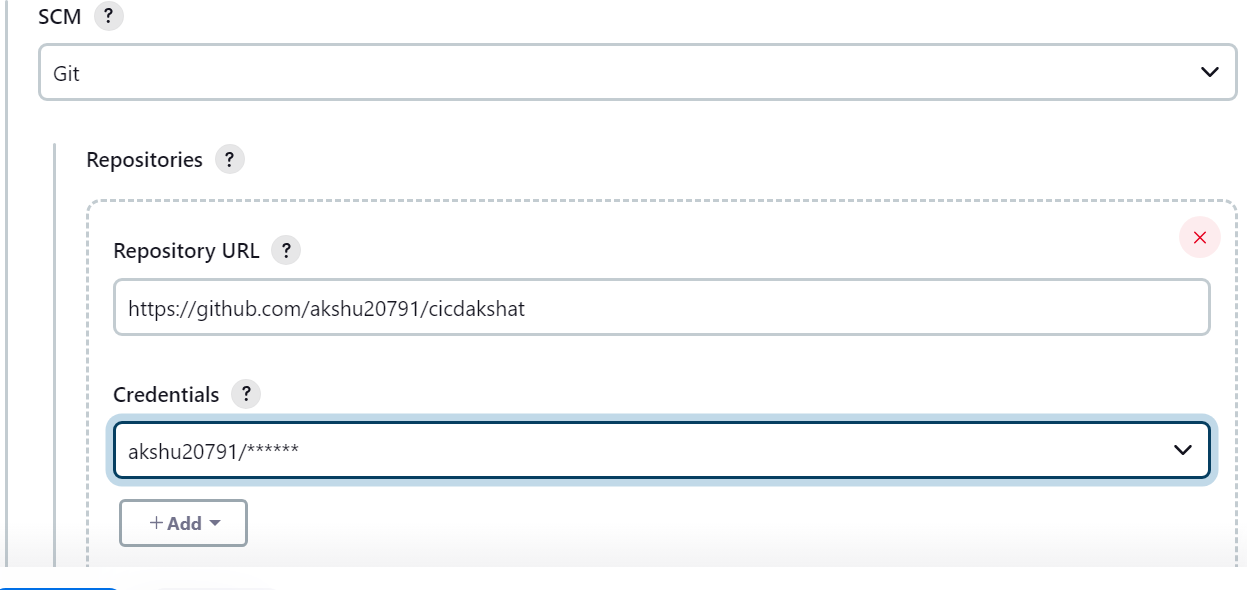 SCM ?
Git
Repositories ?
Repository URL ?
https://github.com/akshu20791/cicdakshat
Credentials ?
akshu20791/******
+ Add